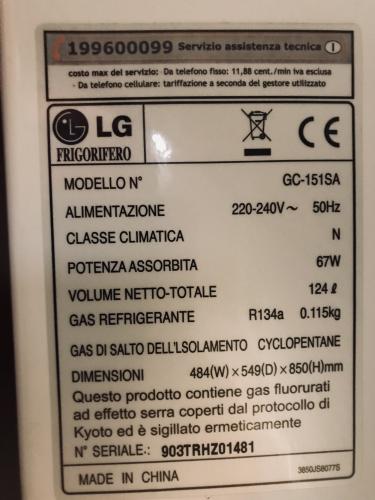 199600099 Servizio assistenza tecnica I
costo max del servizio: · Da telefono fisso: 11,88 cent./min iva esclusa
· Da telefono cellulare: tariffazione a seconda del gestore utilizzato
LG
FRIGORIFERO
CE
MODELLO N° GC-151SA
ALIMENTAZIONE 220-240V~ 50Hz
CLASSE CLIMATICA N
POTENZA ASSORBITA 67W
VOLUME NETTO-TOTALE 124 ℓ
GAS REFRIGERANTE R134a 0.115kg
GAS DI SALTO DELL'LSOLAMENTO CYCLOPENTANE
DIMENSIONI 484(W)×549(D)×850(H)mm
Questo prodotto contiene gas fluorurati
ad effetto serra coperti dal protocollo di
Kyoto ed è sigillato ermeticamente
N° SERIALE.: 903TRHZ01481
MADE IN CHINA 3850JS8077S